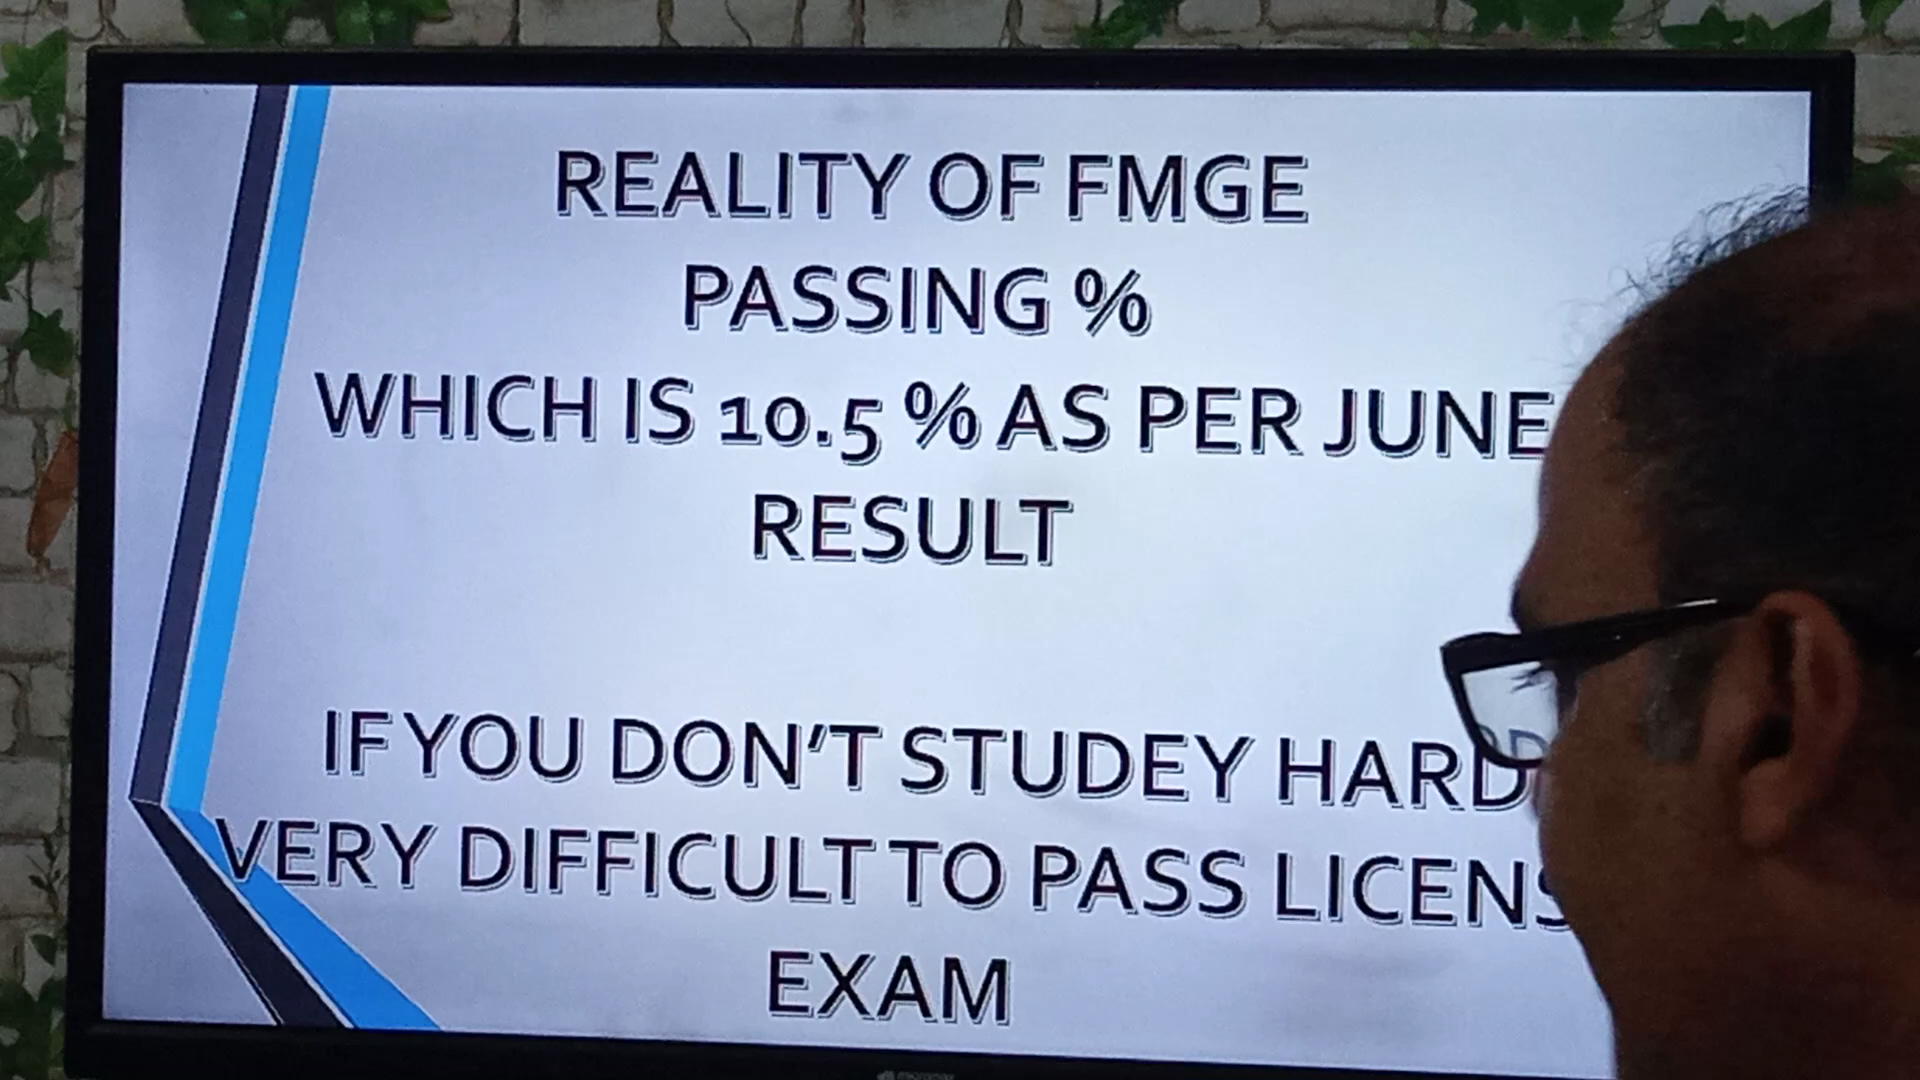 REALITY OF FMGE
PASSING %
WHICH IS 10.5 % AS PER JUNE
RESULT
IF YOU DON'T STUDEY HARD
VERY DIFFICULT TO PASS
EXAM